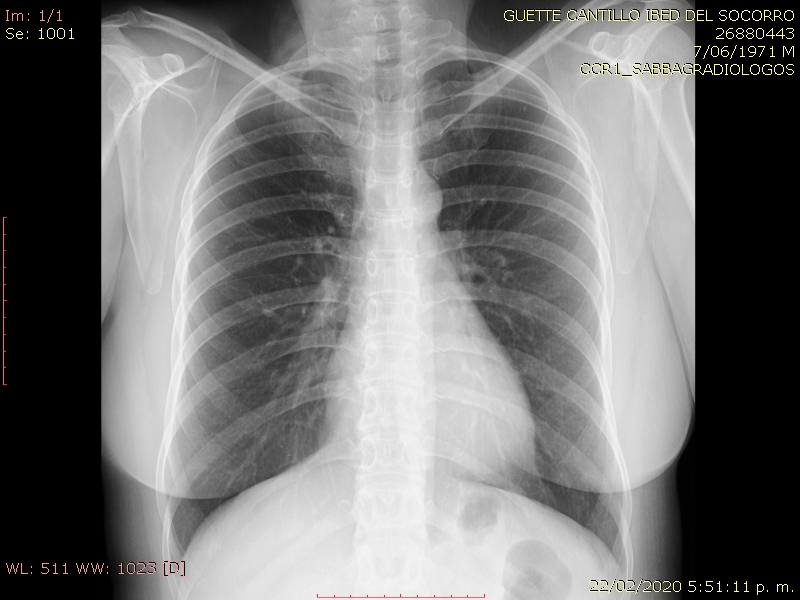 Im: 1/1
Se: 1001
GUETTE CANTILLO IBED DEL SOCORRO
26880443
7/06/1971 M
CCR1_SABBAGRADIOLOGOS
WL: 511 WW: 1023 [D]
22/02/2020 5:51:11 p. m.